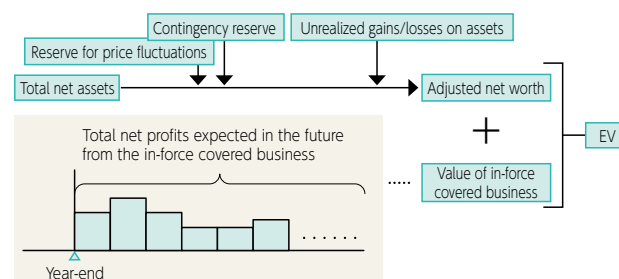 Contingency reserve
Unrealized gains/losses on assets
Reserve for price fluctuations
Total net assets
Adjusted net worth
+
EV
Total net profits expected in the future
from the in-force covered business
.....
Value of in-force
covered business
......
Year-end